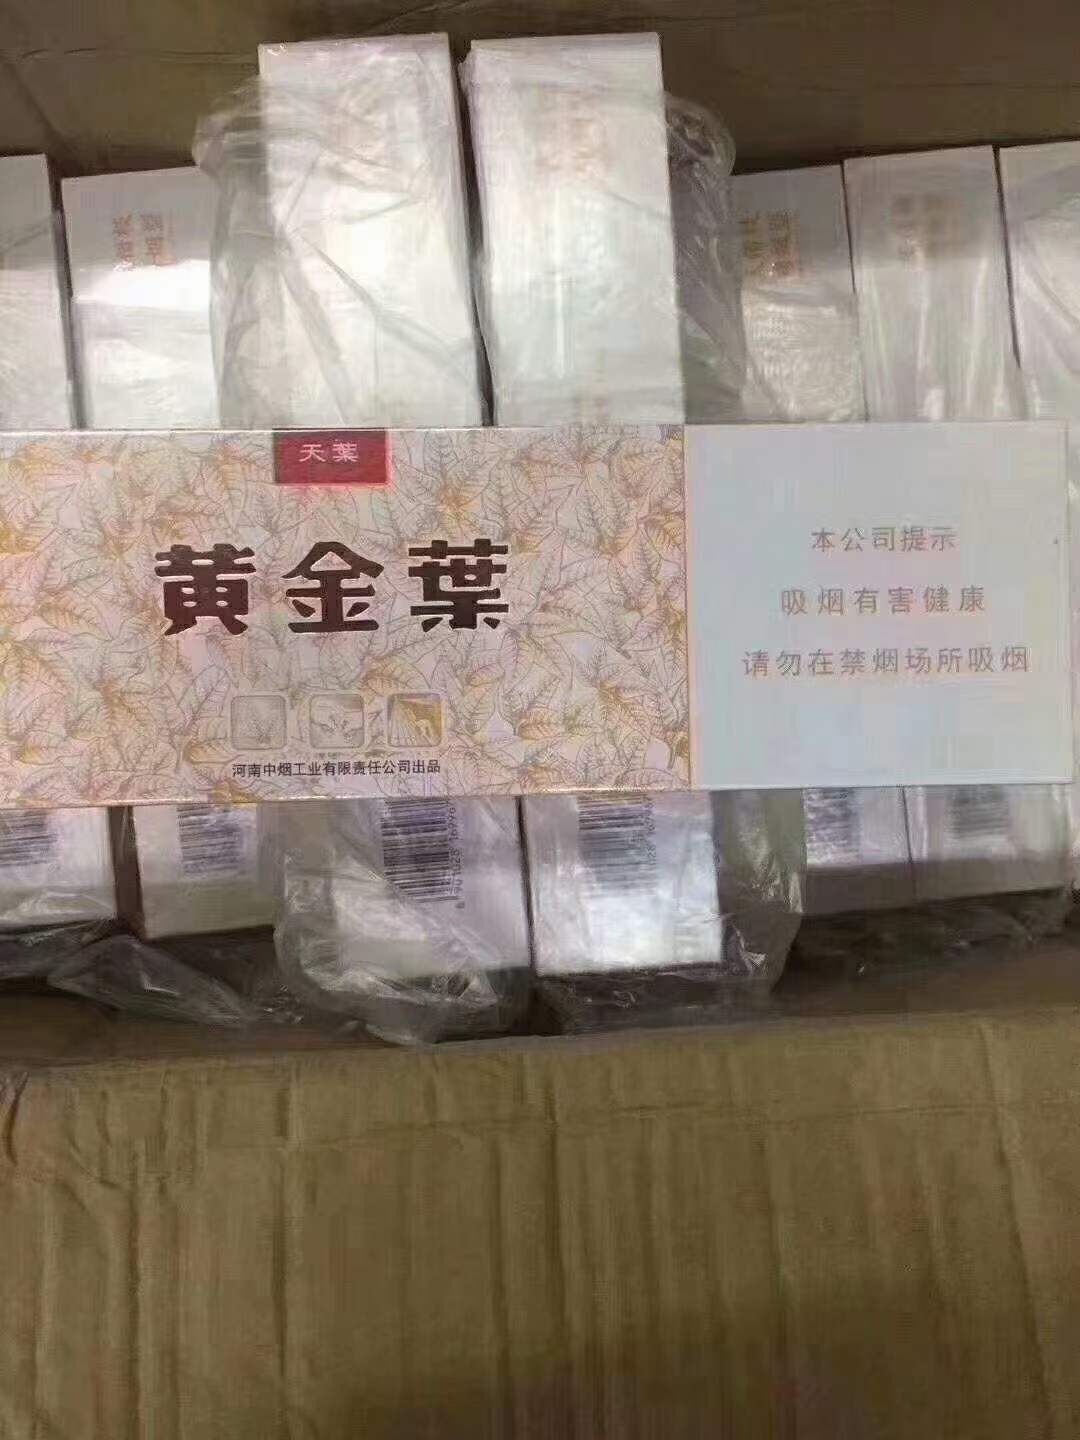 天葉
黄金葉
河南中烟工业有限责任公司出品
本公司提示
吸烟有害健康
请勿在禁烟场所吸烟